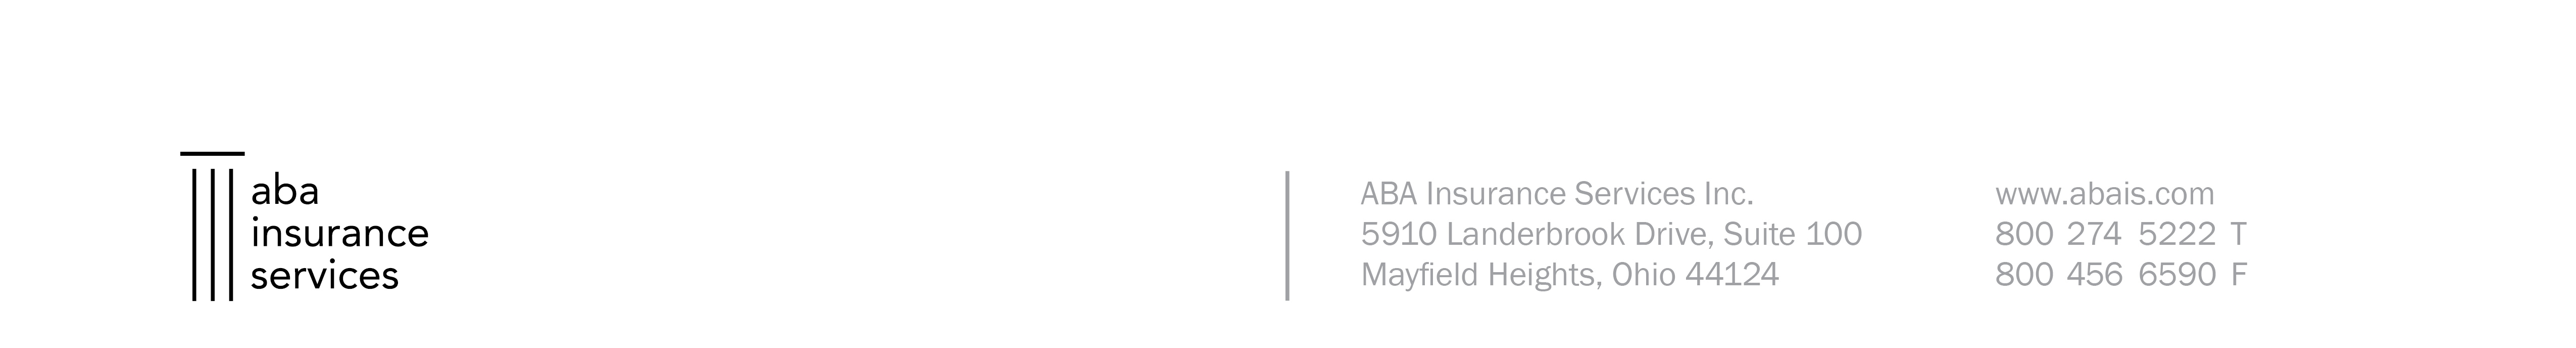 aba
insurance
services
ABA Insurance Services Inc.
5910 Landerbrook Drive, Suite 100
Mayfield Heights, Ohio 44124
www.abais.com
800 274 5222 T
800 456 6590 F